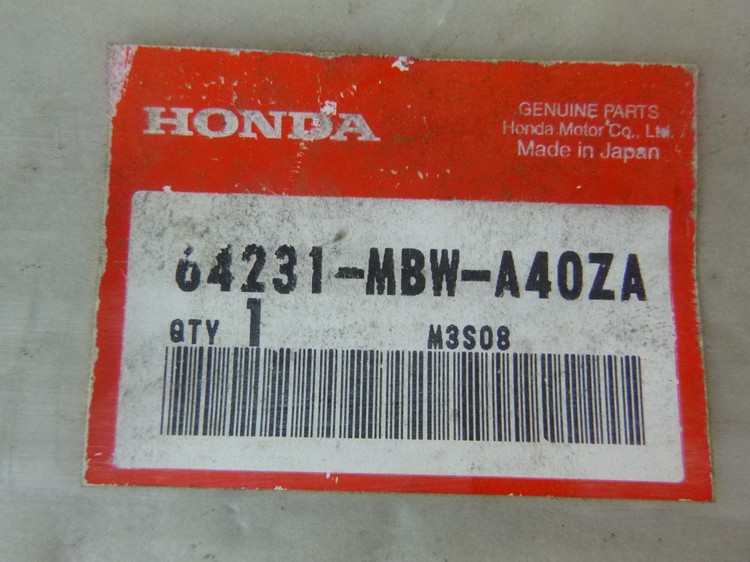 HONDA
GENUINE PARTS
Honda Motor Co., Ltd.
Made in Japan
64231-MBW-A40ZA
QTY 1
M3S08